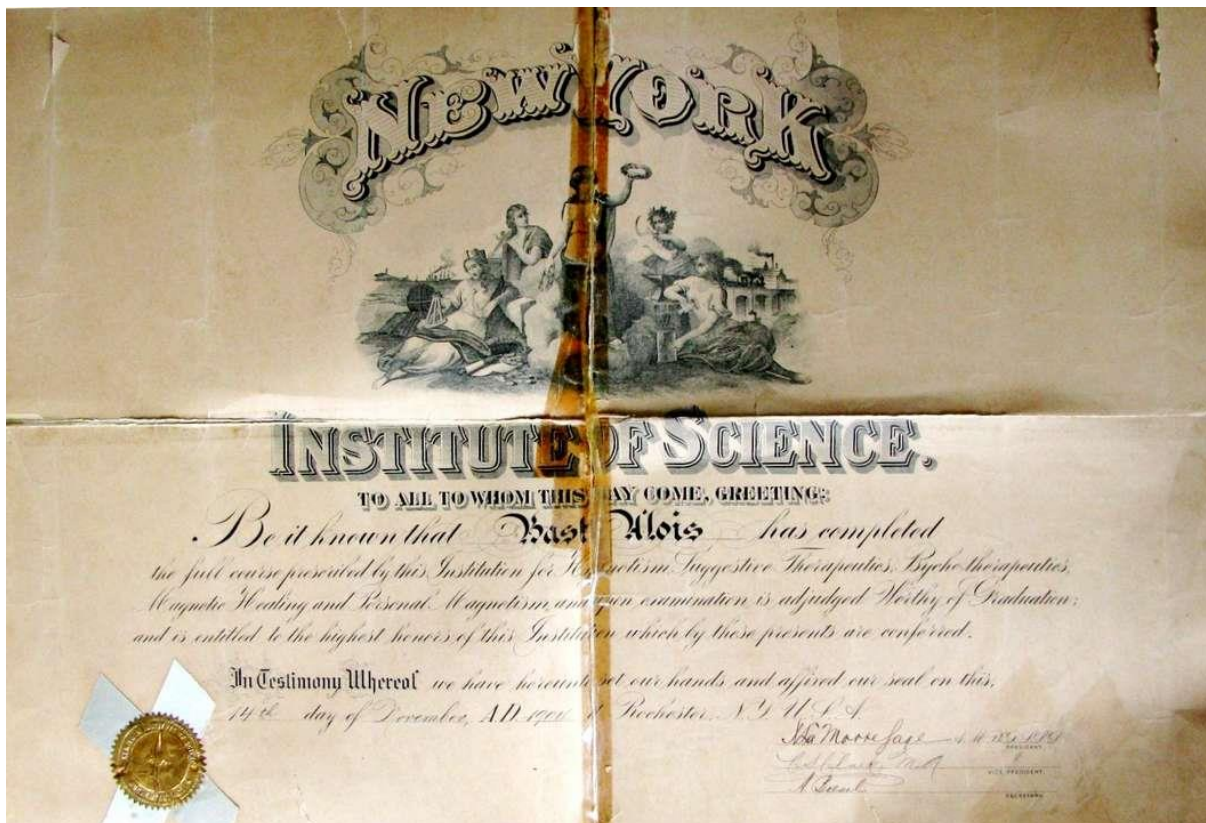 NEW YORK
INSTITUTE OF SCIENCE.
TO ALL TO WHOM THIS MAY COME, GREETING:
Be it known that Bast Alois has completed
the full course prescribed by this Institution for Hypnotism, Suggestive Therapeutics, Psycho-therapeutics,
Magnetic Healing and Personal Magnetism, and upon examination is adjudged Worthy of Graduation;
and is entitled to the highest honors of this Institution which by these presents are conferred.
In Testimony Whereof we have hereunto set our hands and affixed our seal on this,
14th day of November, A.D. at Rochester, N.Y. U.S.A.
PRESIDENT
VICE PRESIDENT
SECRETARY